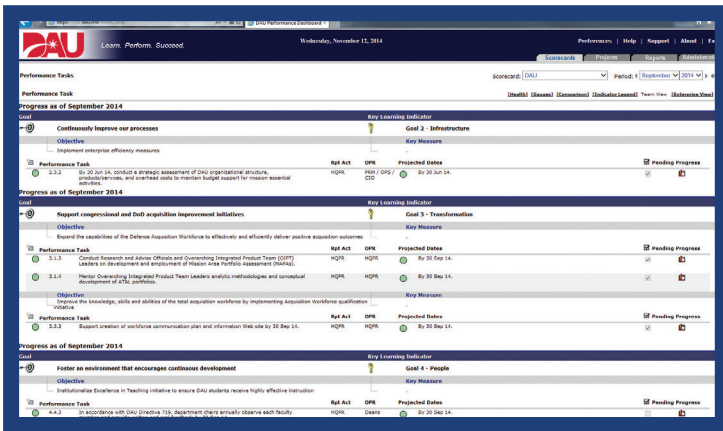 DAU Performance Dashboard
DAU Learn. Perform. Succeed. Wednesday, November 12, 2014 Preferences | Help | Support | About | Ex
Scorecards Projects Reports Administrat
Performance Tasks Scorecard: DAU Period: September 2014
Performance Task [Health] [Gauges] [Comparison] [Indicator Legend] Team View [Enterprise View]
Progress as of September 2014
Goal Key Learning Indicator
Continuously improve our processes Goal 2 - Infrastructure
Objective Key Measure
Implement enterprise efficiency measures .
Performance Task Rpt Act OPR Projected Dates Pending Progress
2.3.2 By 30 Jun 14, conduct a strategic assessment of DAU organizational structure, HQPR PRM / OPS / By 30 Jun 14.
products/services, and overhead costs to maintain budget support for mission essential CIO
activities.
Progress as of September 2014
Goal Key Learning Indicator
Support congressional and DoD acquisition improvement initiatives Goal 3 - Transformation
Objective Key Measure
Expand the capabilities of the Defense Acquisition Workforce to effectively and efficiently deliver positive acquisition outcomes .
Performance Task Rpt Act OPR Projected Dates Pending Progress
3.1.3 Conduct Research and Advise Officials and Overarching Integrated Product Team (OIPT) HQPR HQPR By 30 Sep 14.
Leaders on development and employment of Mission Area Portfolio Assessment (MAPAs).
3.1.4 Mentor Overarching Integrated Product Team Leaders analytic methodologies and conceptual HQPR HQPR By 30 Sep 14.
development of AT&L portfolios.
Objective Key Measure
Improve the knowledge, skills and abilities of the total acquisition workforce by implementing Acquisition Workforce qualification .
initiative
Performance Task Rpt Act OPR Projected Dates Pending Progress
3.3.3 Support creation of workforce communication plan and information Web site by 30 Sep 14. HQPR HQPR By 30 Sep 14.
Progress as of September 2014
Goal Key Learning Indicator
Foster an environment that encourages continuous development Goal 4 - People
Objective Key Measure
Institutionalize Excellence in Teaching initiative to ensure DAU students receive highly effective instruction .
Performance Task Rpt Act OPR Projected Dates Pending Progress
4.4.3 In accordance with DAU Directive 719, department chairs annually observe each faculty HQPR Deans By 30 Sep 14.